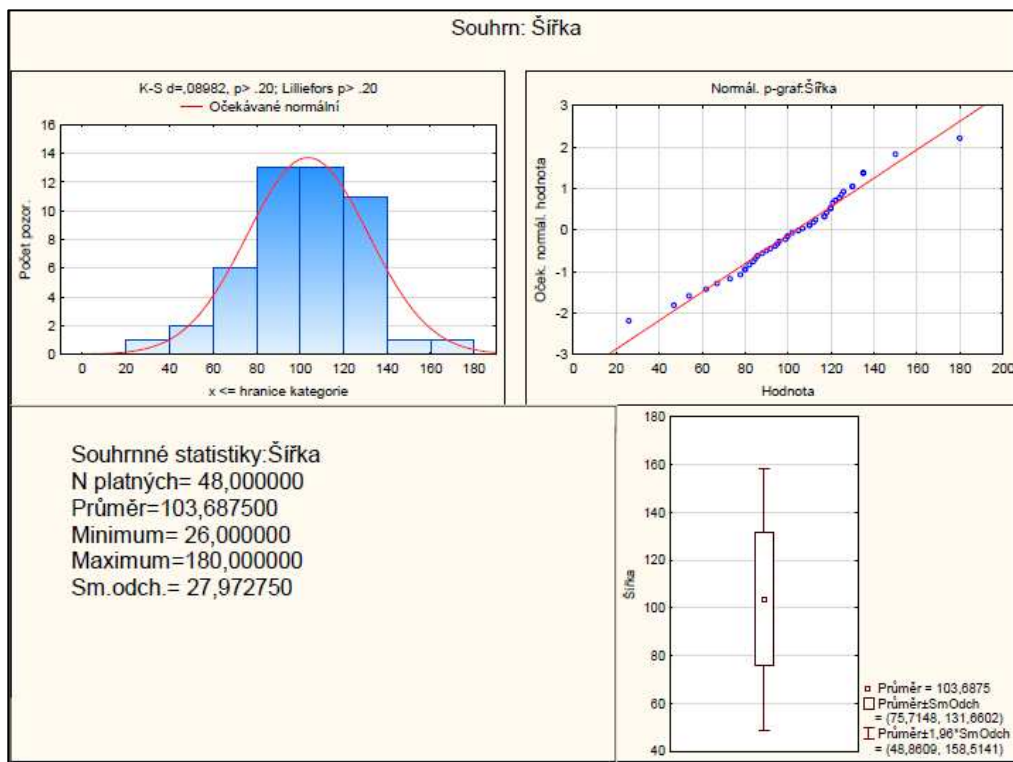 Souhrn: Šířka
K-S d=,08982, p> .20; Lilliefors p> .20
Očekávané normální
16
14
12
10
8
6
4
2
0
Počet pozor.
0 20 40 60 80 100 120 140 160
x <= hranice kategorie
Normál. p-graf:Šířka
3
2
1
0
-1
-2
-3
Oček. normál. hodnota
0 20 40 60 80 100 120 140 160 180 200
Hodnota
Souhrnné statistiky:Šířka
N platných= 48,000000
Průměr=103,687500
Minimum= 26,000000
Maximum=180,000000
Sm.odch.= 27,972750
180
160
140
120
100
80
60
40
Šířka
Průměr = 103,6875
Průměr±SmOdch
= (75,7148, 131,6602)
Průměr±1,96*SmOdch
= (48,8609, 158,5141)